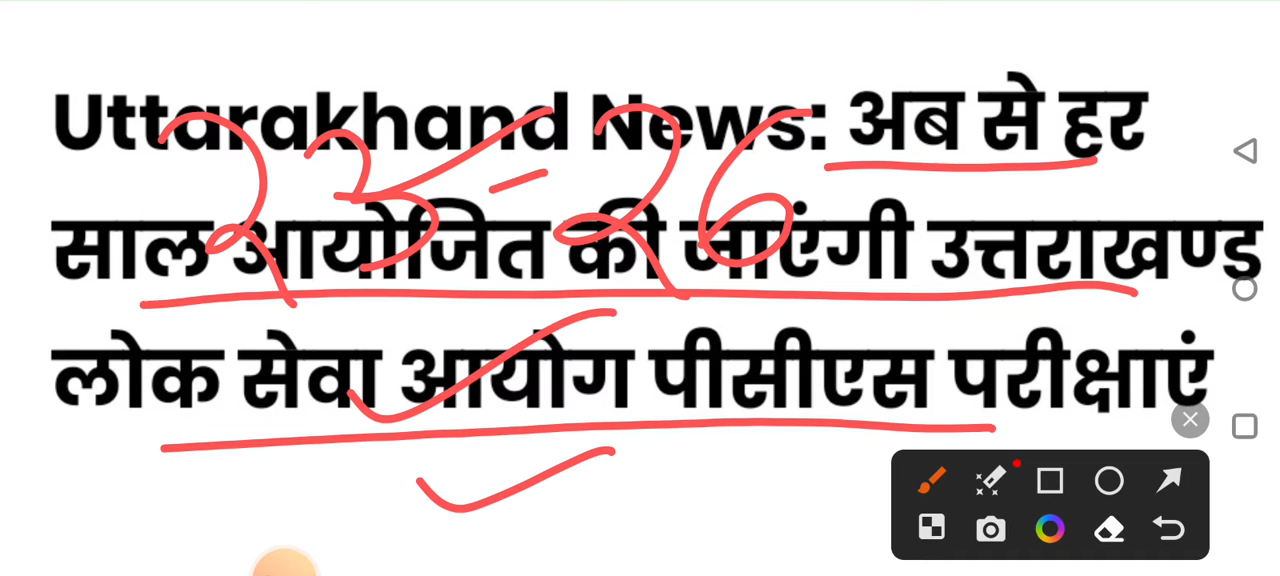 Uttarakhand News: अब से हर
साल आयोजित की जाएंगी उत्तराखण्ड
लोक सेवा आयोग पीसीएस परीक्षाएं
23 - 26